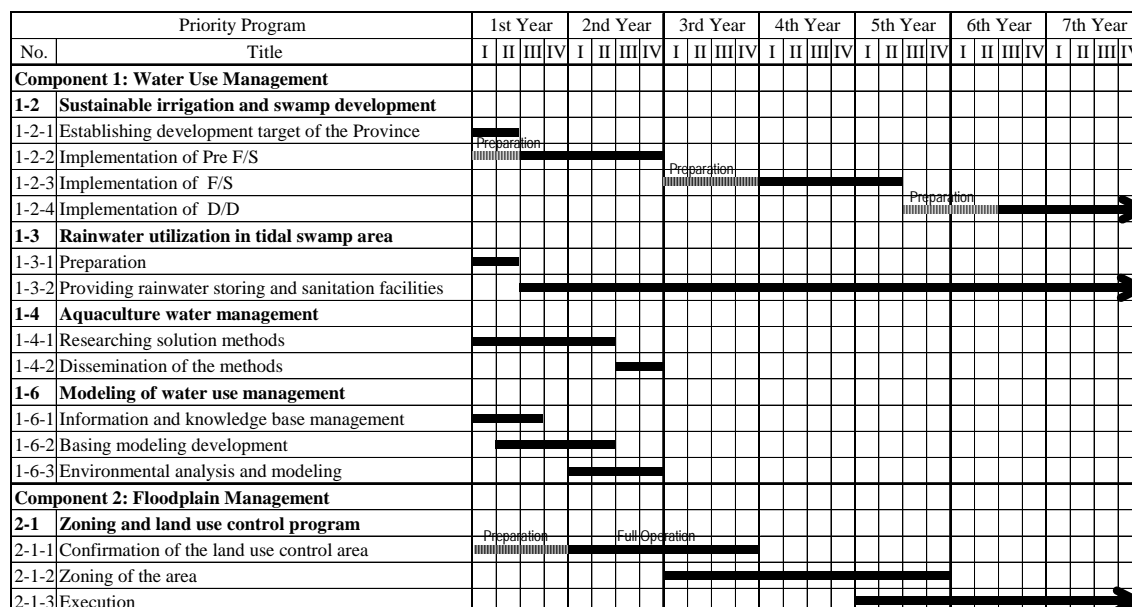 Priority Program 1st Year 2nd Year 3rd Year 4th Year 5th Year 6th Year 7th Year
No. Title I II III IV I II III IV I II III IV I II III IV I II III IV I II III IV I II III IV
Component 1: Water Use Management
1-2 Sustainable irrigation and swamp development
1-2-1 Establishing development target of the Province
Preparation
1-2-2 Implementation of Pre F/S
Preparation
1-2-3 Implementation of F/S
Preparation
1-2-4 Implementation of D/D
1-3 Rainwater utilization in tidal swamp area
1-3-1 Preparation
1-3-2 Providing rainwater storing and sanitation facilities
1-4 Aquaculture water management
1-4-1 Researching solution methods
1-4-2 Dissemination of the methods
1-6 Modeling of water use management
1-6-1 Information and knowledge base management
1-6-2 Basing modeling development
1-6-3 Environmental analysis and modeling
Component 2: Floodplain Management
2-1 Zoning and land use control program
Preparation Full Operation
2-1-1 Confirmation of the land use control area
2-1-2 Zoning of the area
2-1-3 Execution